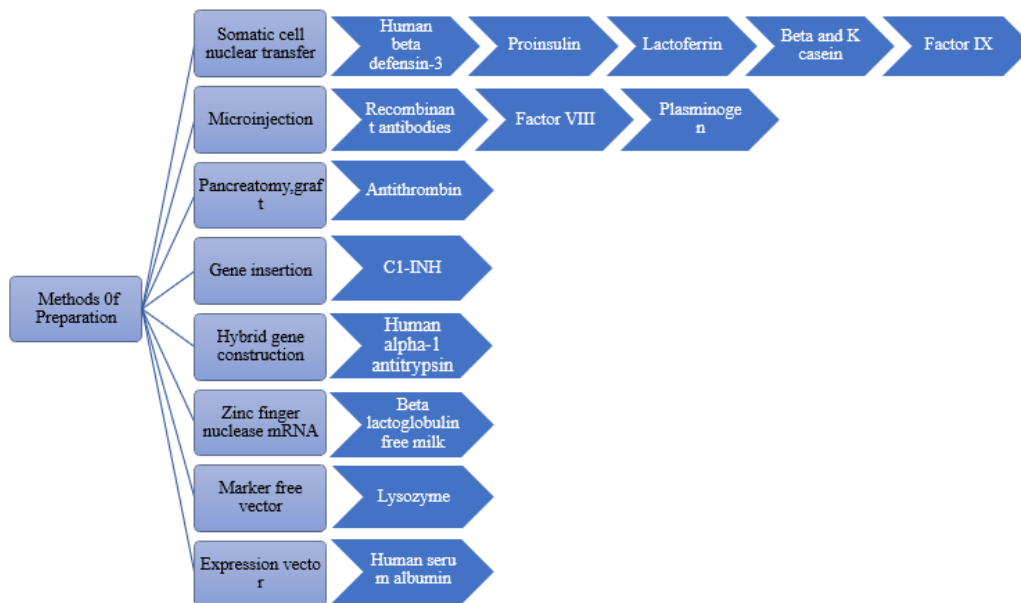 Somatic cell
nuclear transfer
Human
beta
defensin-3
Proinsulin
Lactoferrin
Beta and K
casein
Factor IX
Microinjection
Recombinan
t antibodies
Factor VIII
Plasminoge
n
Pancreatomy,graf
t
Antithrombin
Gene insertion
C1-INH
Methods 0f
Preparation
Hybrid gene
construction
Human
alpha-1
antitrypsin
Zinc finger
nuclease mRNA
Beta
lactoglobulin
free milk
Marker free
vector
Lysozyme
Expression vecto
r
Human seru
m albumin